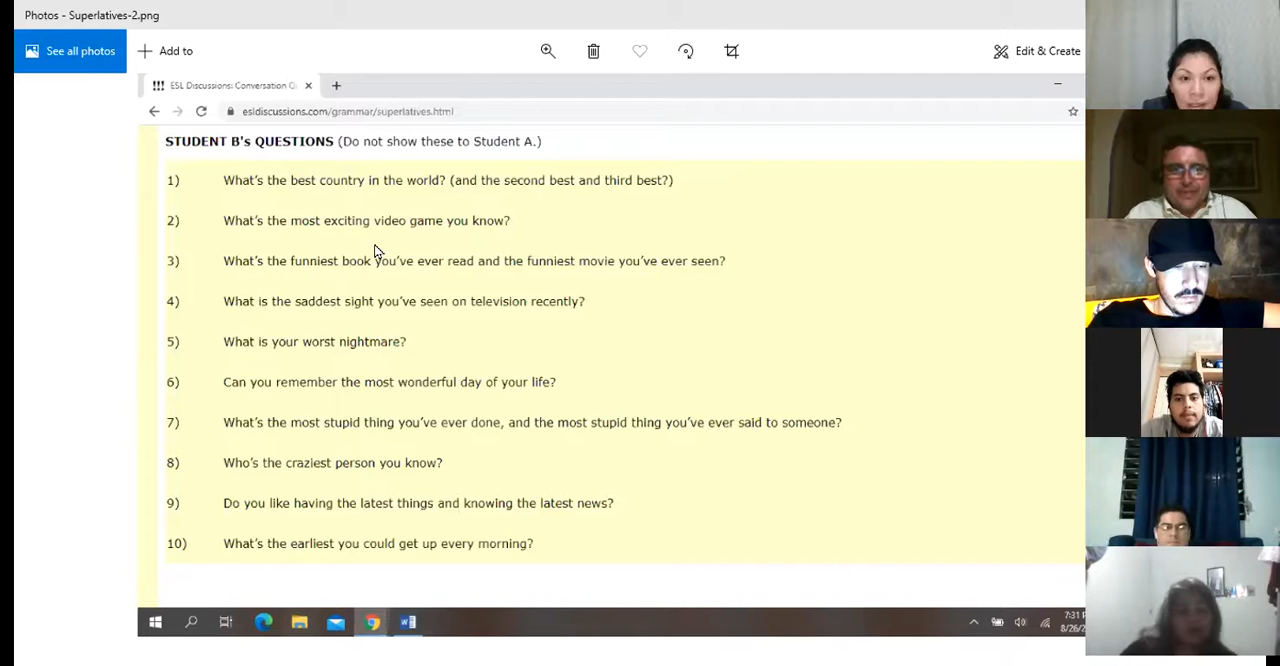 Photos - Superlatives-2.png
See all photos
Add to
Edit & Create
ESL Discussions: Conversation Q
esldiscussions.com/grammar/superlatives.html
STUDENT B's QUESTIONS (Do not show these to Student A.)
1) What's the best country in the world? (and the second best and third best?)
2) What's the most exciting video game you know?
3) What's the funniest book you've ever read and the funniest movie you've ever seen?
4) What is the saddest sight you've seen on television recently?
5) What is your worst nightmare?
6) Can you remember the most wonderful day of your life?
7) What's the most stupid thing you've ever done, and the most stupid thing you've ever said to someone?
8) Who's the craziest person you know?
9) Do you like having the latest things and knowing the latest news?
10) What's the earliest you could get up every morning?
7:31 P
8/26/2